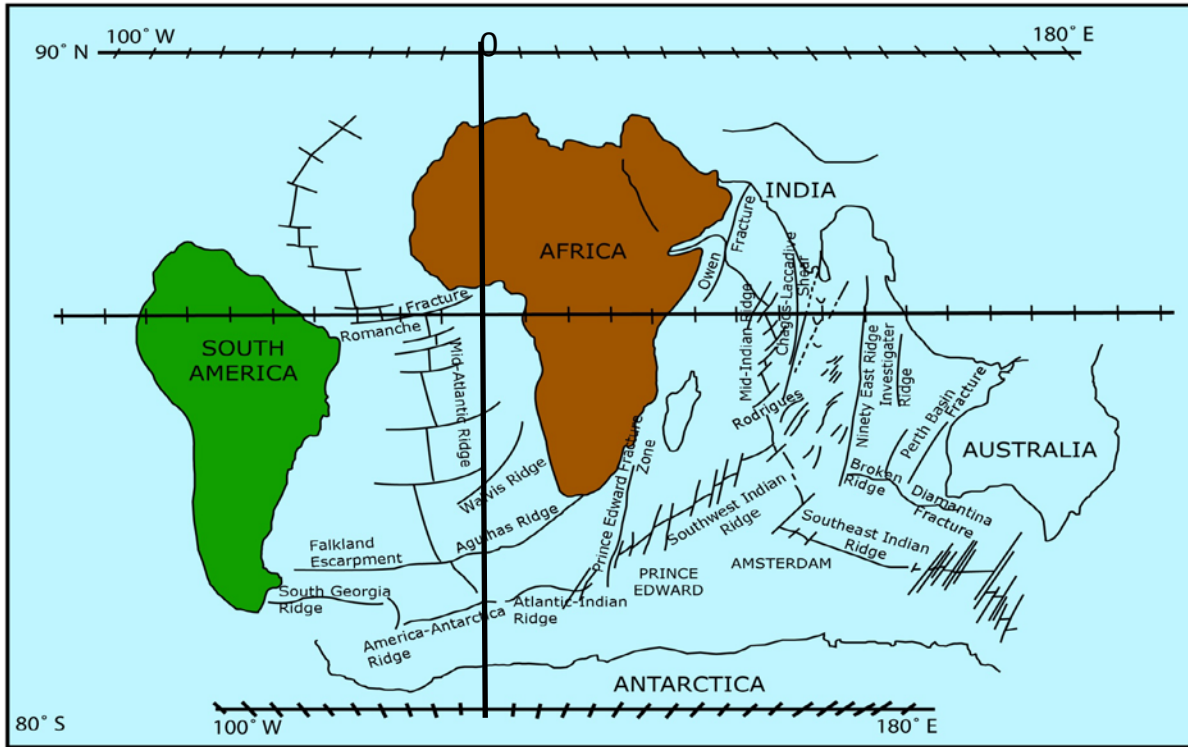 100° W
0
180° E
90° N
INDIA
AFRICA
Owen
Fracture
Chagos-Laccadive
Shear
Mid-Indian Ridge
Fracture
Romanche
SOUTH
AMERICA
Mid-Atlantic Ridge
Ninety East Ridge
Investigater
Ridge
Rodrigues
Perth Basin
Fracture
AUSTRALIA
Walvis Ridge
Prince Edward Fracture
Zone
Broken
Ridge
Diamantina
Fracture
Southwest Indian
Ridge
Agulhas Ridge
Southeast Indian
Ridge
Falkland
Escarpment
AMSTERDAM
PRINCE
EDWARD
South Georgia
Ridge
Atlantic-Indian
Ridge
America-Antarctica
Ridge
ANTARCTICA
80° S
100° W
180° E